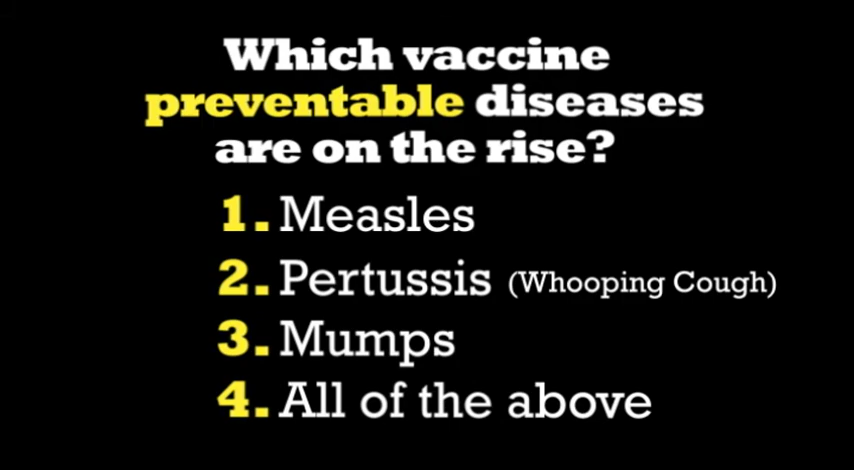 Which vaccine
preventable diseases
are on the rise?
1. Measles
2. Pertussis (Whooping Cough)
3. Mumps
4. All of the above